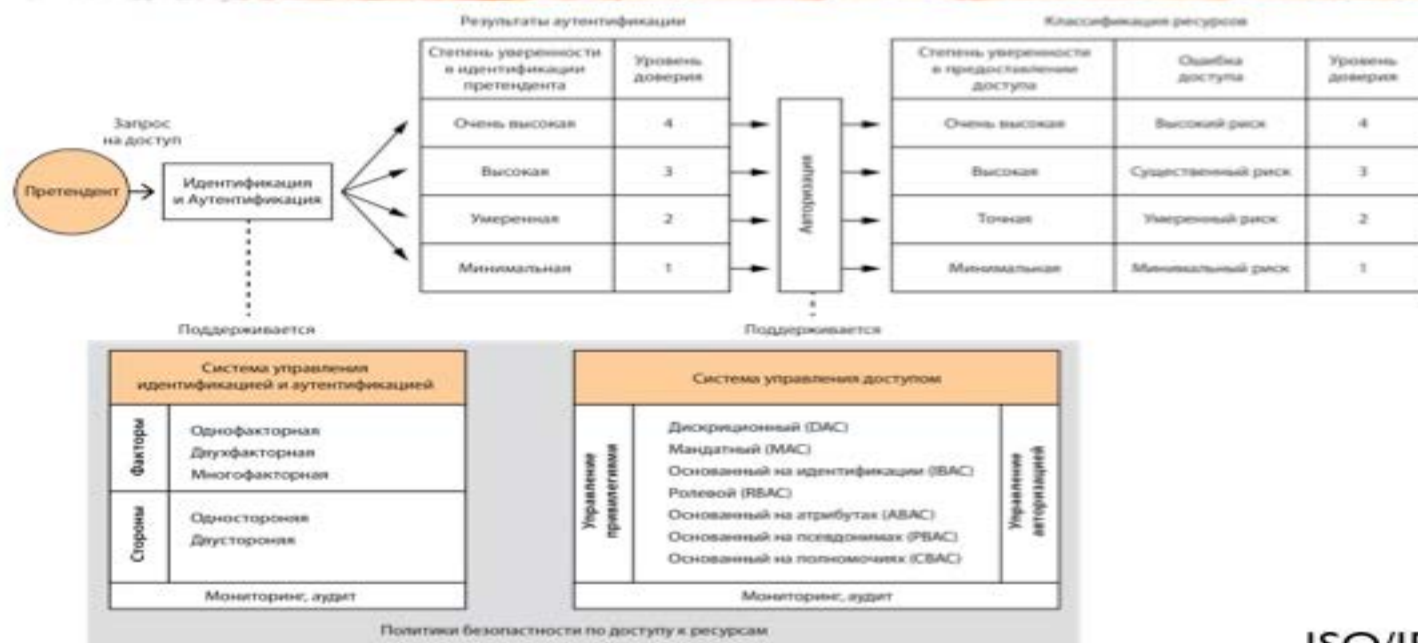 Результаты аутентификации
Классификация ресурсов
Степень уверенности
в идентификации
претендента
Уровень
доверия
Очень высокая
4
Высокая
3
Умеренная
2
Минимальная
1
Степень уверенности
в предоставлении
доступа
Ошибка
доступа
Уровень
доверия
Очень высокая
Высокий риск
4
Высокая
Существенный риск
3
Точная
Умеренный риск
2
Минимальная
Минимальный риск
1
Запрос
на доступ
Претендент
Идентификация
и Аутентификация
Авторизация
Поддерживается
Поддерживается
Система управления
идентификацией и аутентификацией
Факторы
Однофакторная
Двухфакторная
Многофакторная
Стороны
Одностороняя
Двустороняя
Мониторинг, аудит
Система управления доступом
Управление
привилегиями
Дискриционный (DAC)
Мандатный (MAC)
Основанный на идентификации (IBAC)
Ролевой (RBAC)
Основанный на атрибутах (ABAC)
Основанный на псевдонимах (PBAC)
Основанный на полномочиях (CBAC)
Управление
авторизацией
Мониторинг, аудит
Политики безопастности по доступу к ресурсам